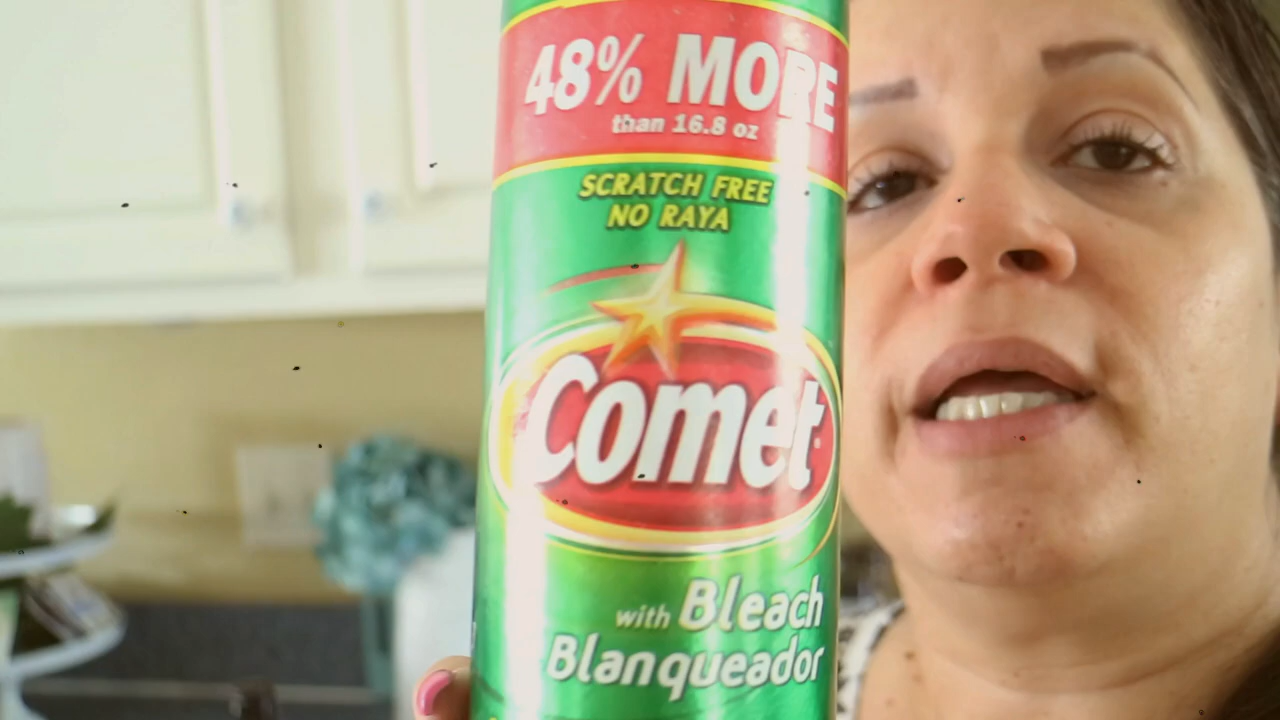 48% MORE
than 16.8 oz
SCRATCH FREE
NO RAYA
Comet
with Bleach
Blanqueador